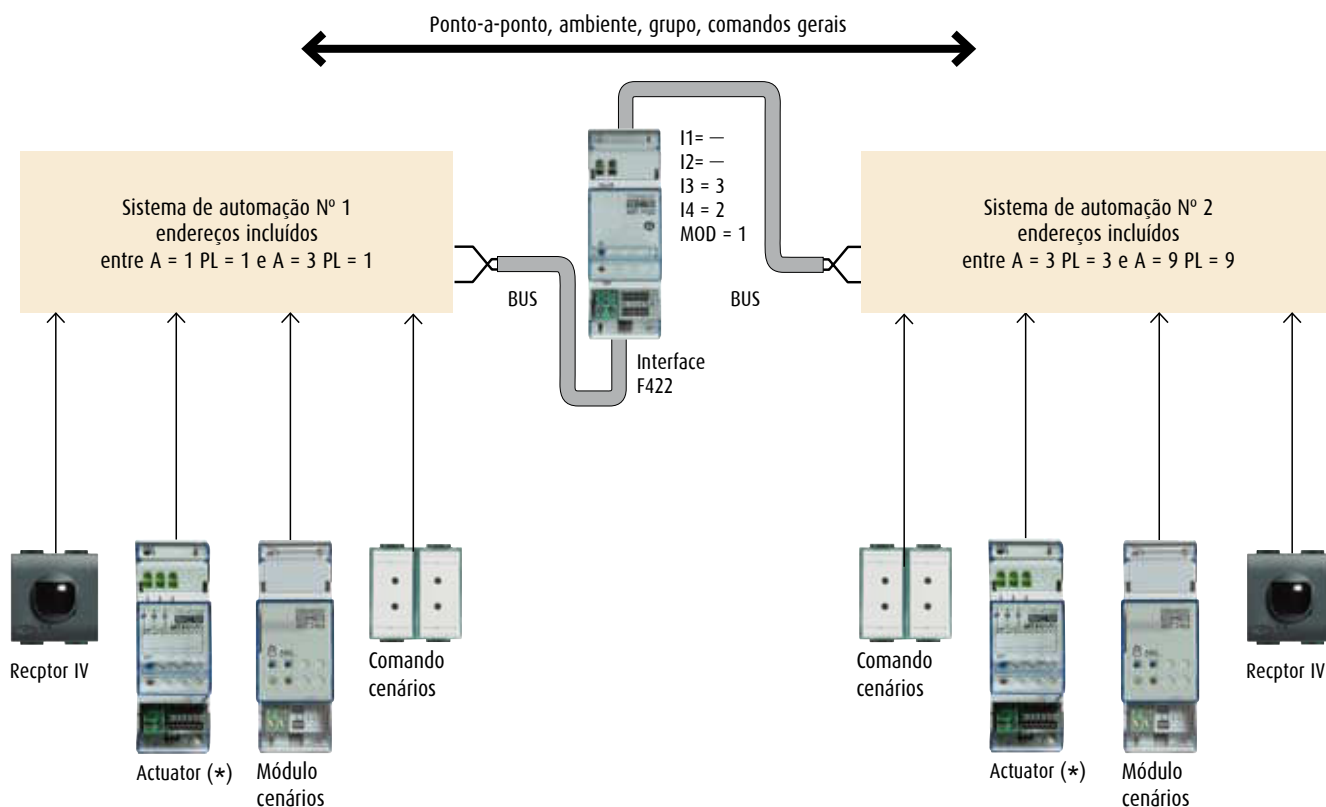 Ponto-a-ponto, ambiente, grupo, comandos gerais
I1= —
I2= —
I3 = 3
I4 = 2
MOD = 1
Sistema de automação Nº 1
endereços incluídos
entre A = 1 PL = 1 e A = 3 PL = 1
Sistema de automação Nº 2
endereços incluídos
entre A = 3 PL = 3 e A = 9 PL = 9
BUS
BUS
Interface
F422
Recptor IV
Actuator (*)
Módulo
cenários
Comando
cenários
Comando
cenários
Actuator (*)
Módulo
cenários
Recptor IV